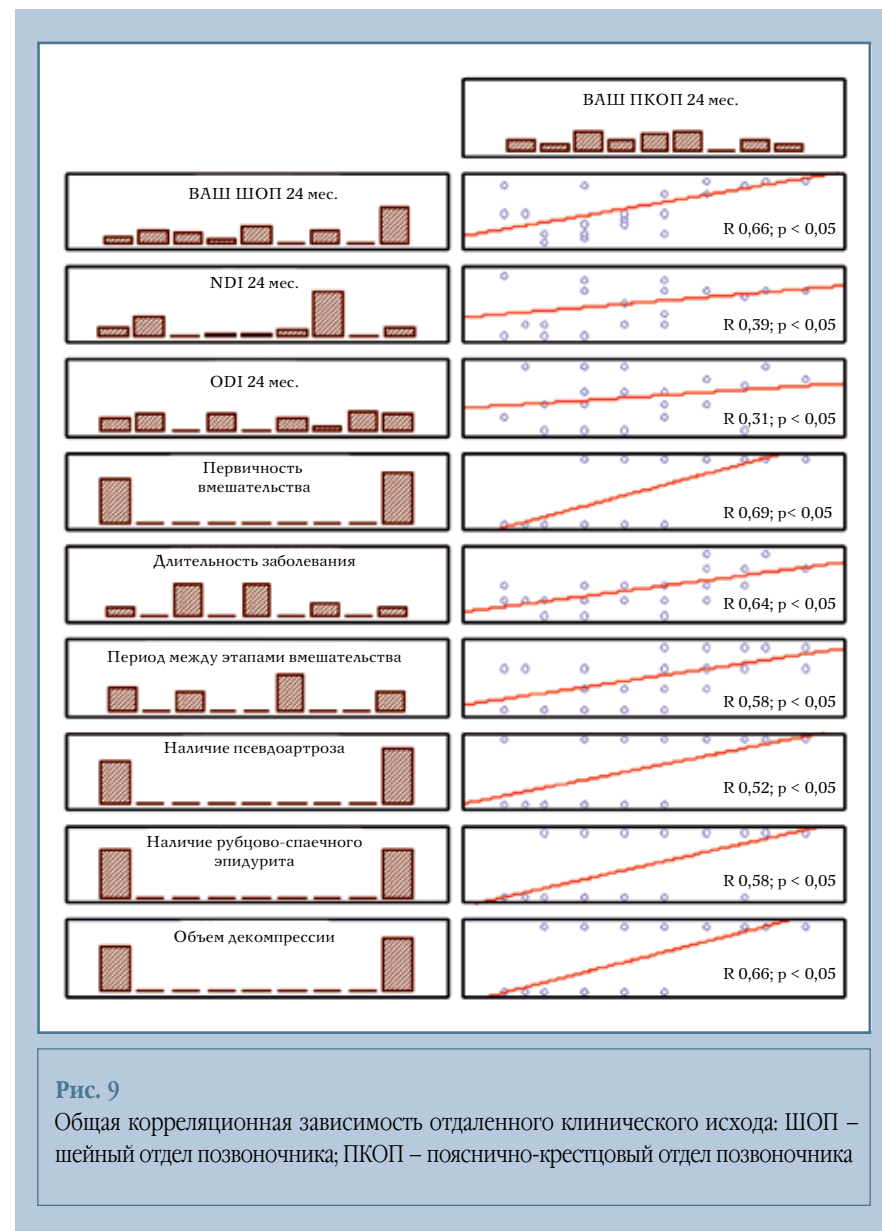 ВАШ ПКОП 24 мес.
ВАШ ШОП 24 мес.
R 0,66; p < 0,05
NDI 24 мес.
R 0,39; p < 0,05
ODI 24 мес.
R 0,31; p < 0,05
Первичность
вмешательства
R 0,69; p< 0,05
Длительность заболевания
R 0,64; p < 0,05
Период между этапами вмешательства
R 0,58; p < 0,05
Наличие псевдоартроза
R 0,52; p < 0,05
Наличие рубцово-спаечного
эпидурита
R 0,58; p < 0,05
Объем декомпрессии
R 0,66; p < 0,05
Рис. 9
Общая корреляционная зависимость отдаленного клинического исхода: ШОП –
шейный отдел позвоночника; ПКОП – пояснично-крестцовый отдел позвоночника